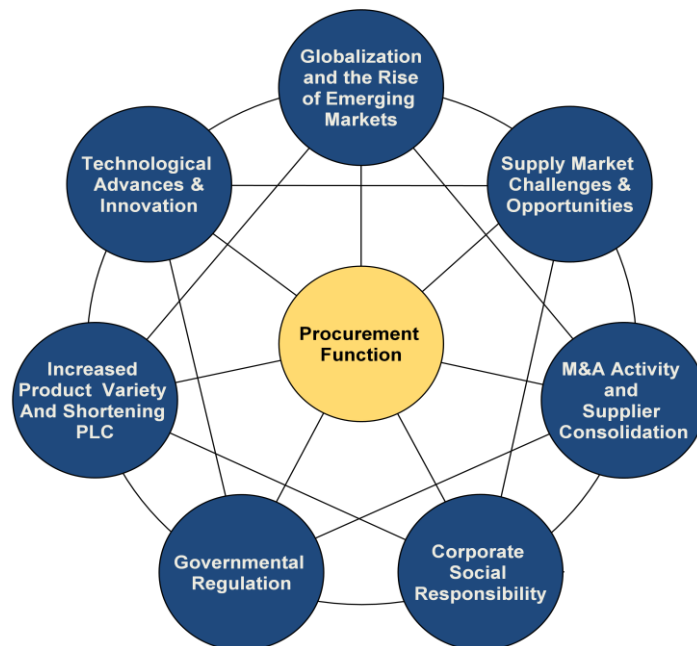 Globalization
and the Rise
of Emerging
Markets
Technological
Advances &
Innovation
Supply Market
Challenges &
Opportunities
Procurement
Function
Increased
Product Variety
And Shortening
PLC
M&A Activity
and
Supplier
Consolidation
Governmental
Regulation
Corporate
Social
Responsibility